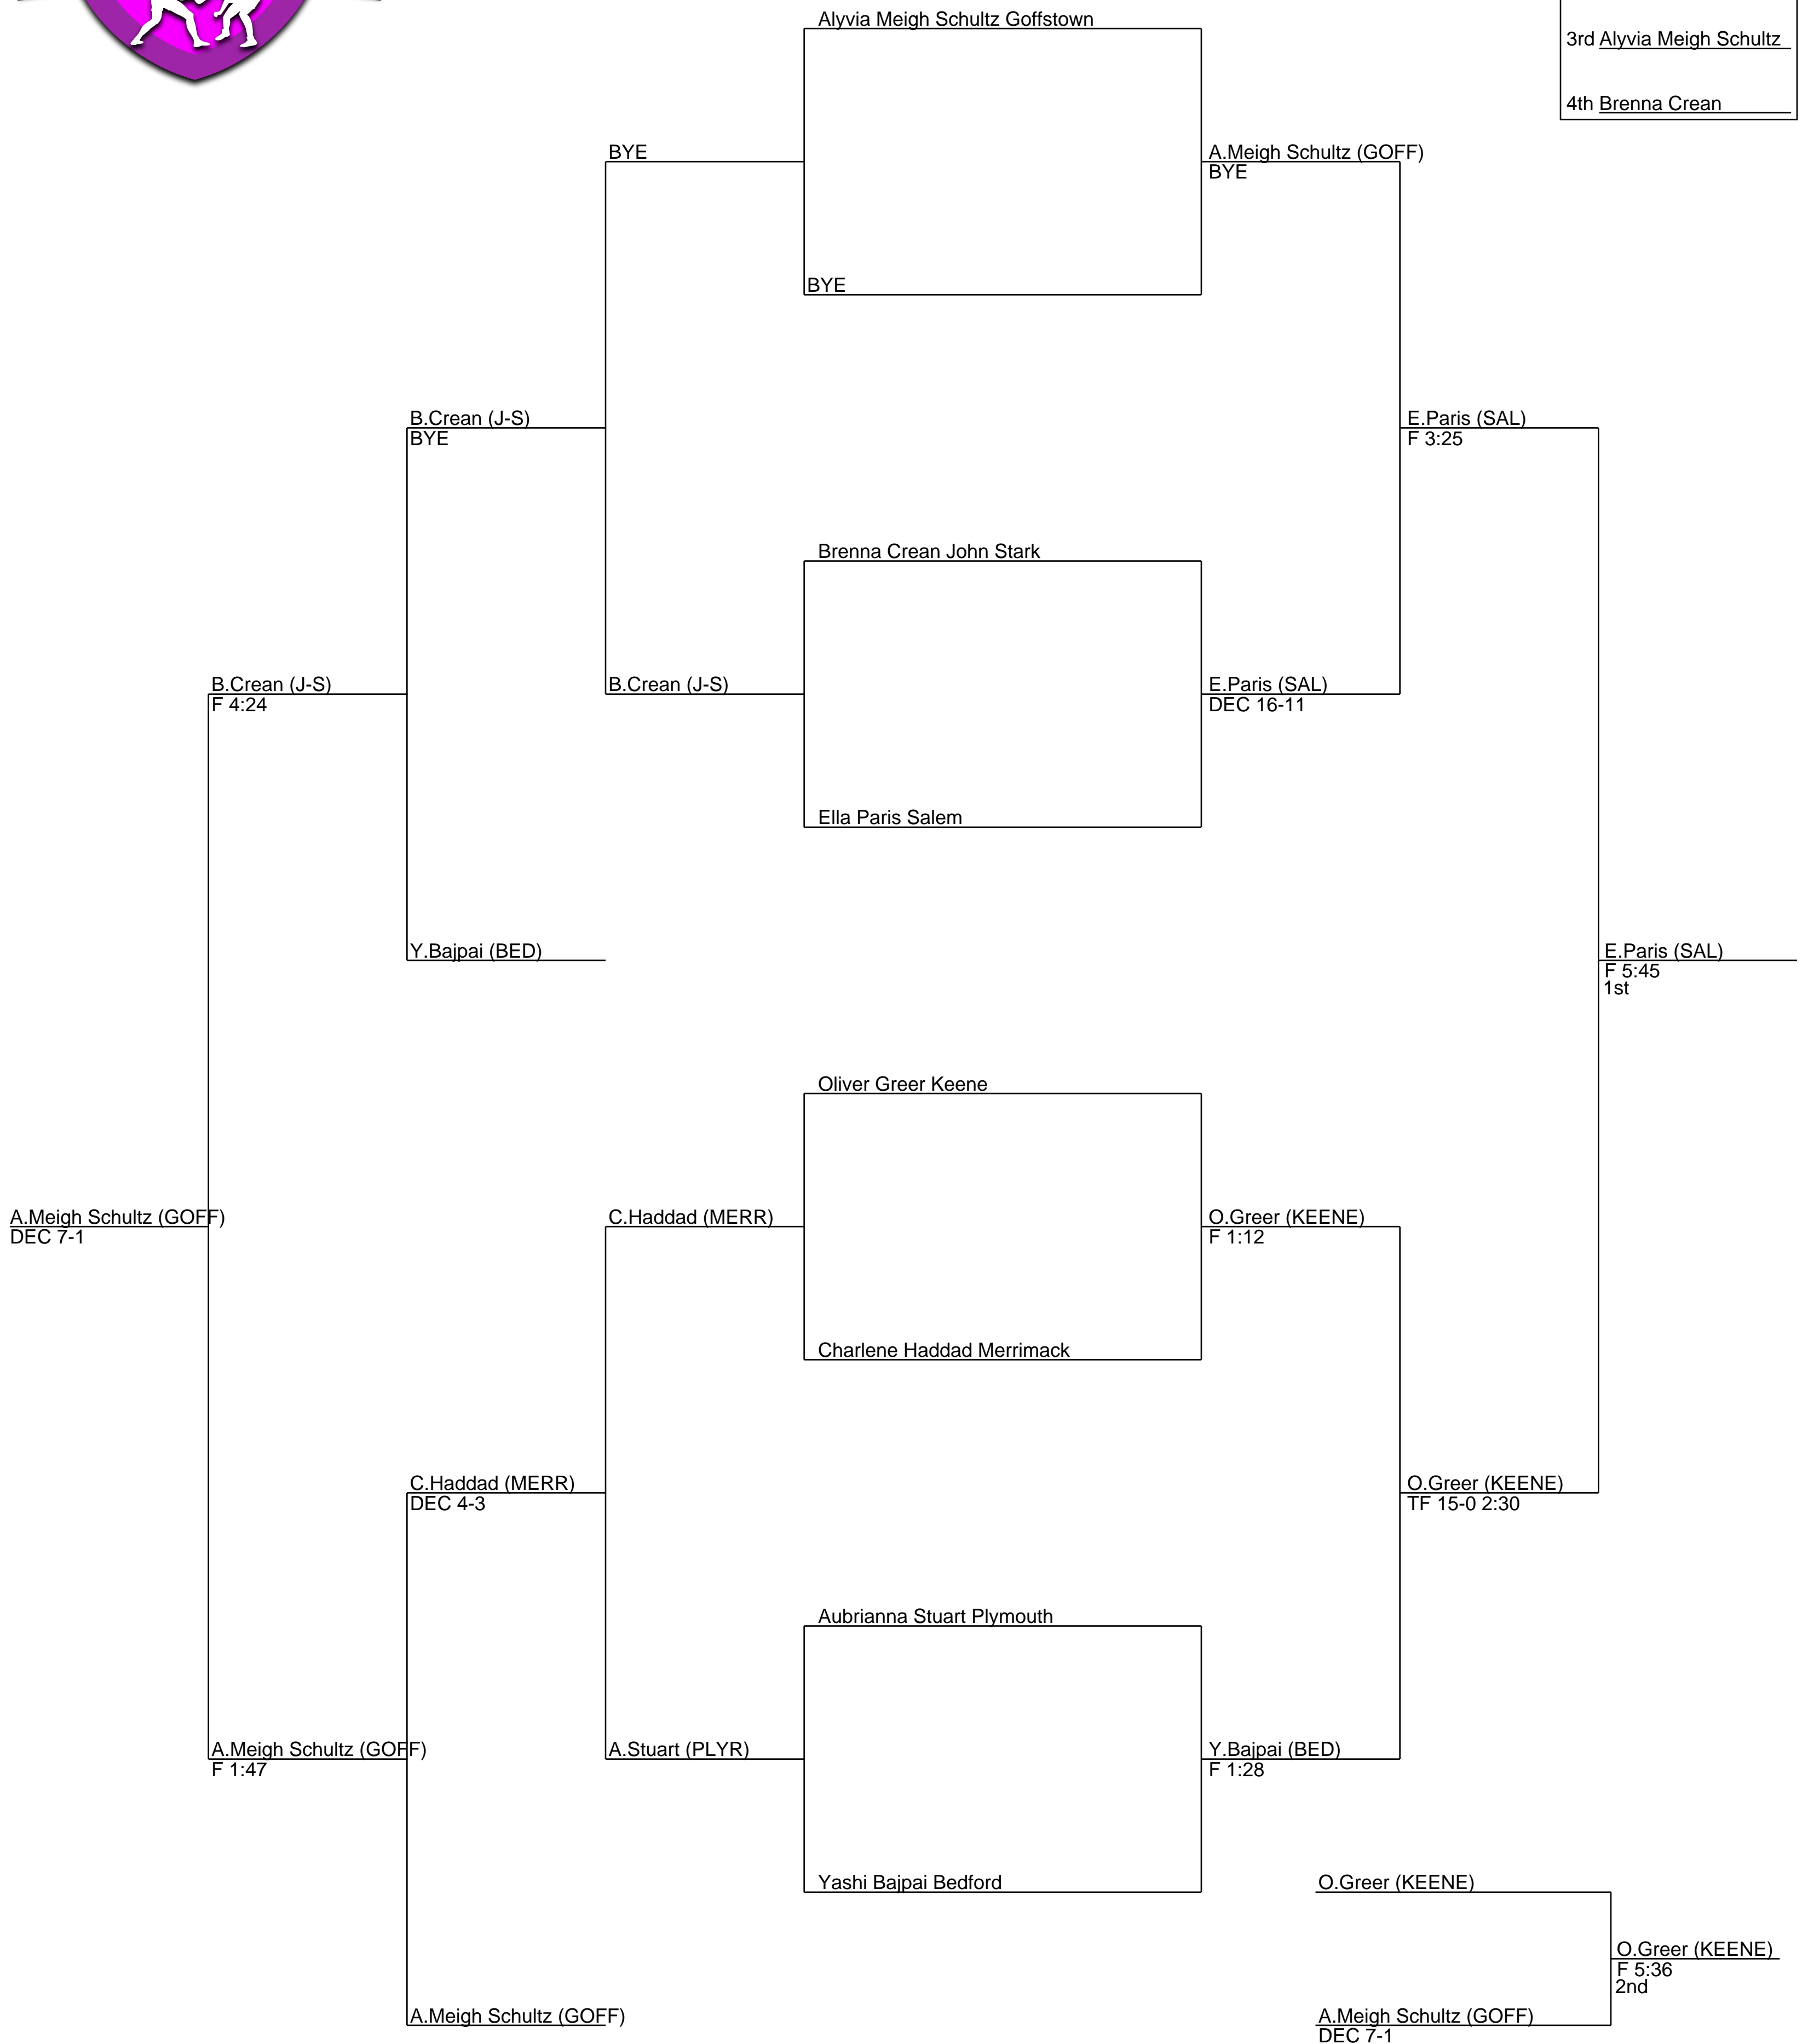 Alyvia Meigh Schultz Goffstown
3rd Alyvia Meigh Schultz
4th Brenna Crean
BYE
A.Meigh Schultz (GOFF)
BYE
BYE
B.Crean (J-S)
BYE
E.Paris (SAL)
F 3:25
Brenna Crean John Stark
B.Crean (J-S)
F 4:24
B.Crean (J-S)
E.Paris (SAL)
DEC 16-11
Ella Paris Salem
Y.Bajpai (BED)
E.Paris (SAL)
F 5:45
1st
Oliver Greer Keene
A.Meigh Schultz (GOFF)
DEC 7-1
C.Haddad (MERR)
O.Greer (KEENE)
F 1:12
Charlene Haddad Merrimack
C.Haddad (MERR)
DEC 4-3
O.Greer (KEENE)
TF 15-0 2:30
Aubrianna Stuart Plymouth
A.Meigh Schultz (GOFF)
F 1:47
A.Stuart (PLYR)
Y.Bajpai (BED)
F 1:28
Yashi Bajpai Bedford
O.Greer (KEENE)
O.Greer (KEENE)
F 5:36
2nd
A.Meigh Schultz (GOFF)
A.Meigh Schultz (GOFF)
DEC 7-1